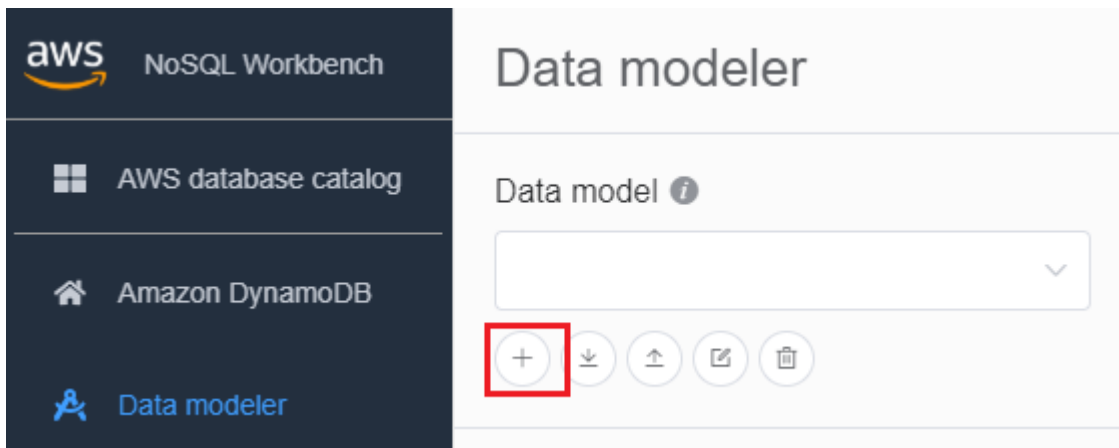 aws
NoSQL Workbench
AWS database catalog
Amazon DynamoDB
Data modeler
Data modeler
Data model i